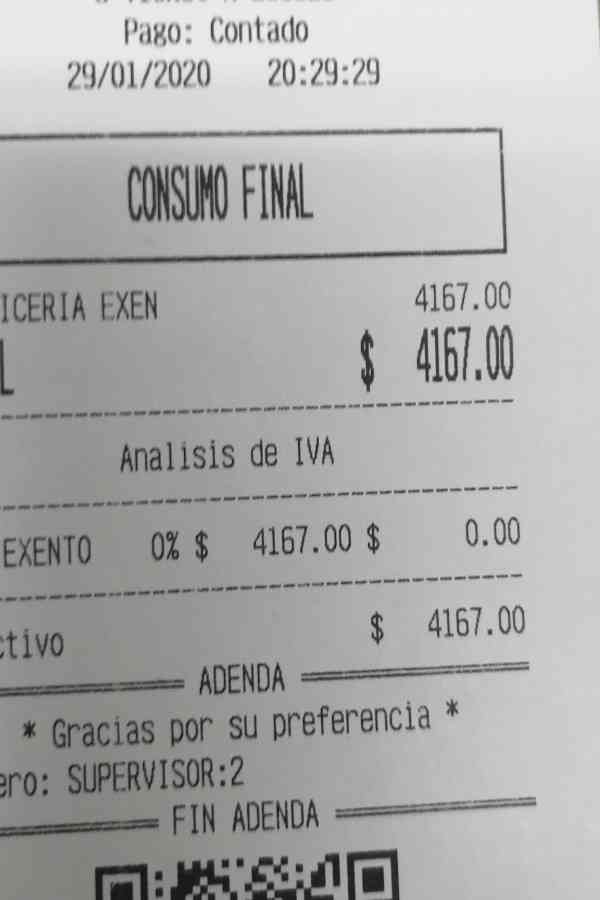 Pago: Contado
29/01/2020 20:29:29
CONSUMO FINAL
ICERIA EXEN 4167.00
L $ 4167.00
Analisis de IVA
EXENTO 0% $ 4167.00 $ 0.00
ctivo $ 4167.00
ADENDA
* Gracias por su preferencia *
ero: SUPERVISOR:2
FIN ADENDA